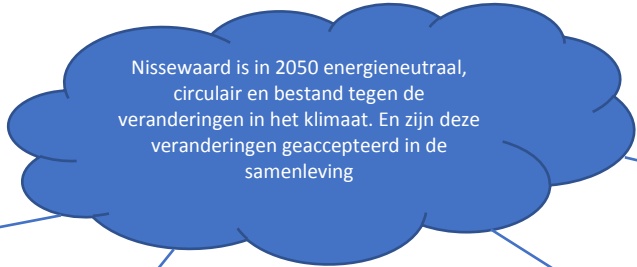 Nissewaard is in 2050 energieneutraal,
circulair en bestand tegen de
veranderingen in het klimaat. En zijn deze
veranderingen geaccepteerd in de
samenleving